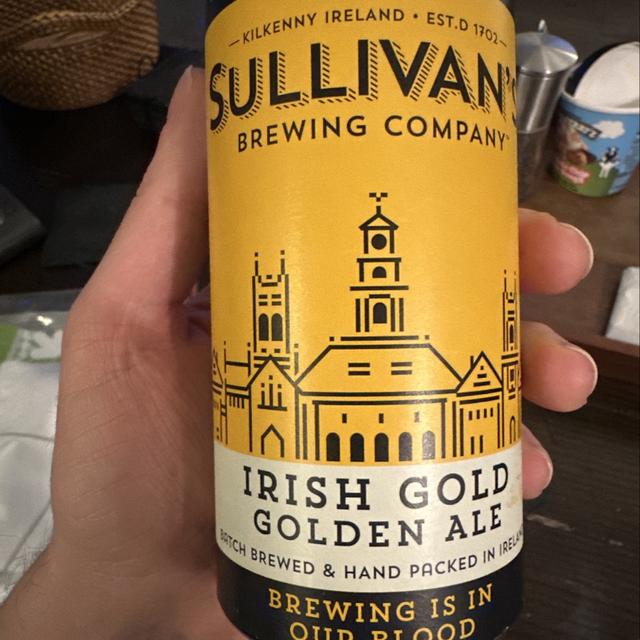 KILKENNY IRELAND • EST.D 1702
SULLIVAN'S
BREWING COMPANY
IRISH GOLD
GOLDEN ALE
BATCH BREWED & HAND PACKED IN IRELAND
BREWING IS IN
OUR BLOOD